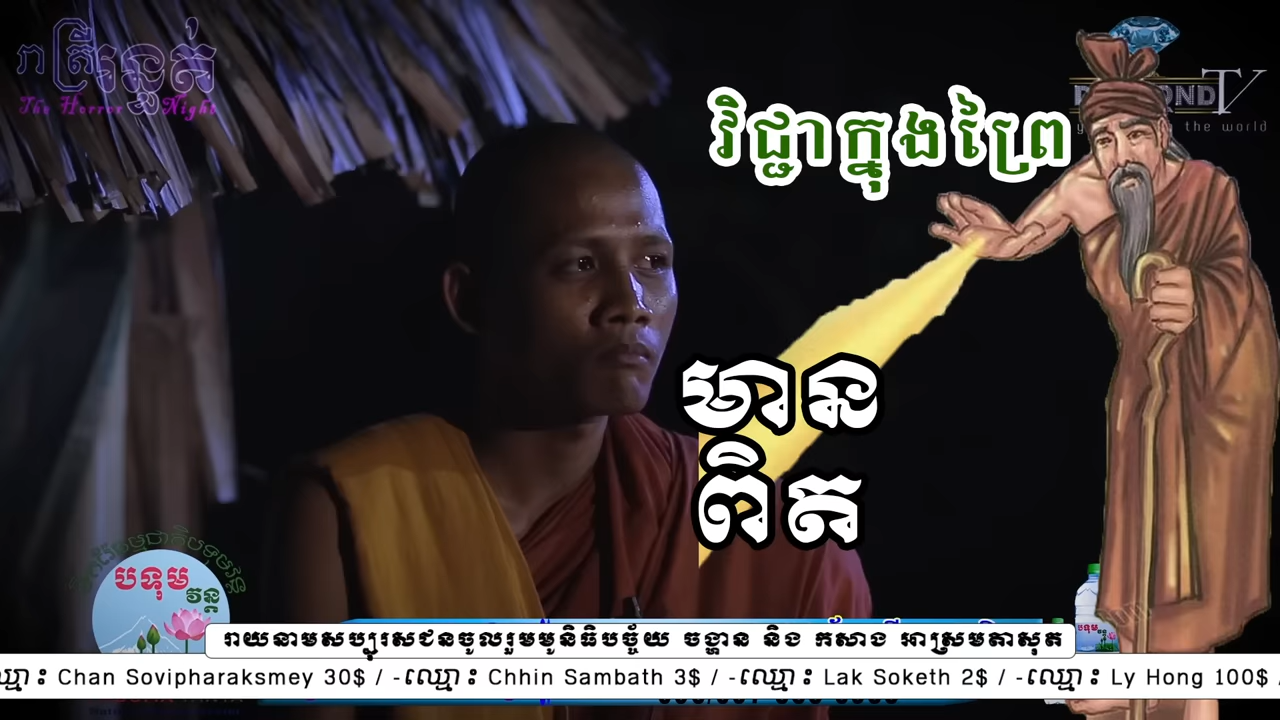 រាត្រីរន្ធត់
The Horror Night
TV
the world
វិជ្ជាក្នុងព្រៃ
មាន
ពិត
បទុម
វន្ត
រាយនាមសប្បុរសជនចូលរួមមូនិធិបច្ច័យ ចង្ហាន និង កសាង អាស្រមតាសុត
ឈ្មោះ Chan Sovipharaksmey 30$ / -ឈ្មោះ Chhin Sambath 3$ / -ឈ្មោះ Lak Soketh 2$ / -ឈ្មោះ Ly Hong 100$ /